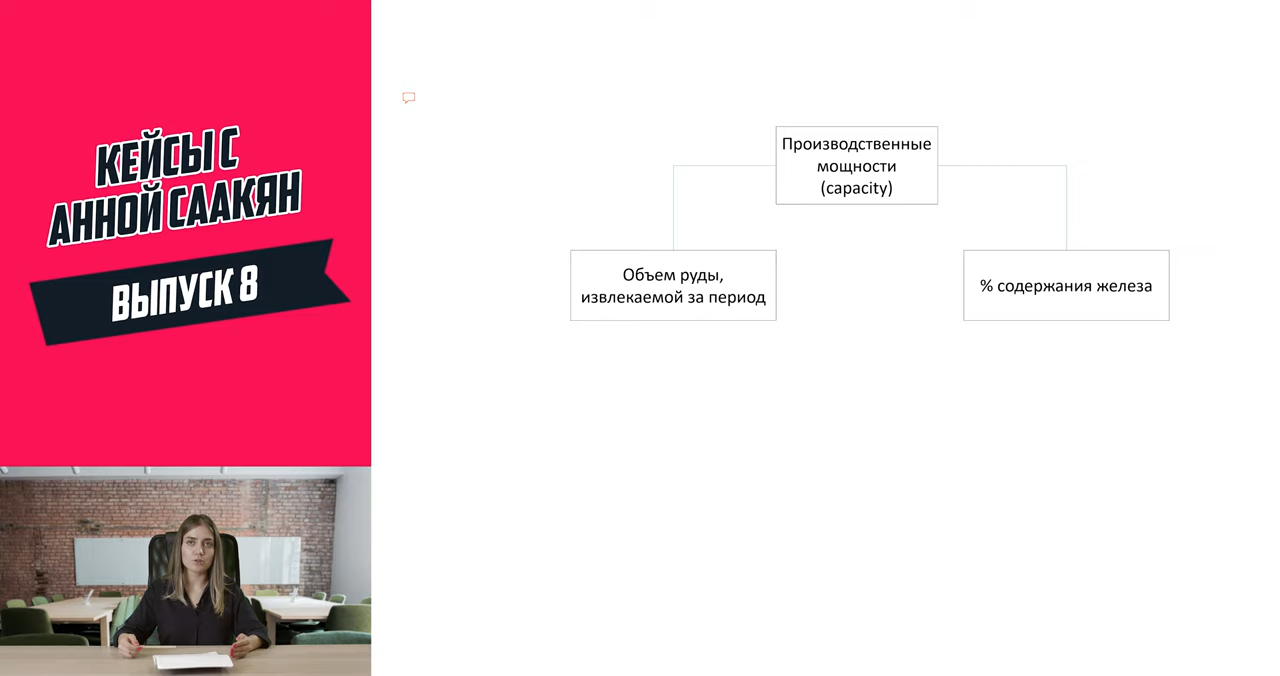 КЕЙСЫ С
АННОЙ СААКЯН
ВЫПУСК 8
Производственные
мощности
(capacity)
Объем руды,
извлекаемой за период
% содержания железа